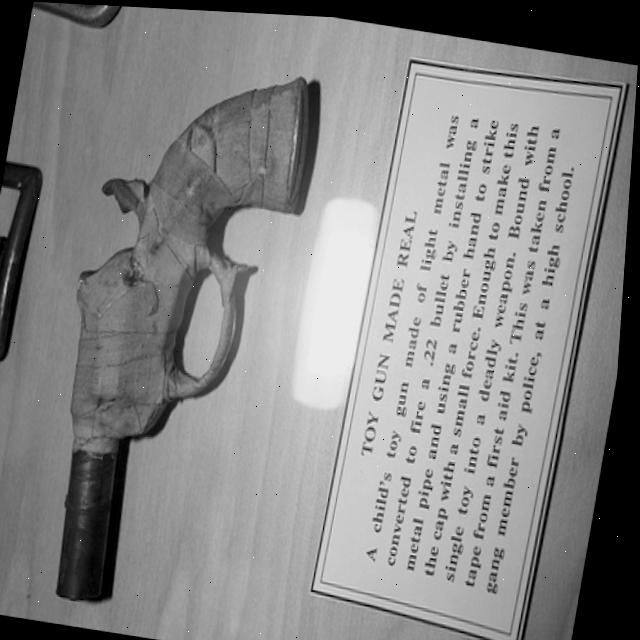 TOY GUN MADE REAL
A child's toy gun made of light metal was
converted to fire a .22 bullet by installing a
metal pipe and using a rubber hand to strike
the cap with a small force. Enough to make this
single toy into a deadly weapon. Bound with
tape from a first aid kit. This was taken from a
gang member by police, at a high school.